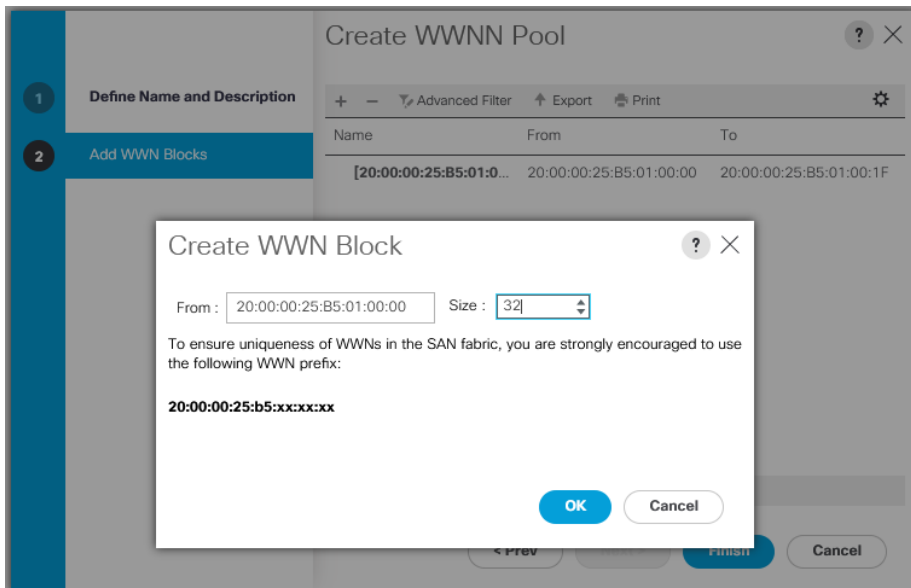 Create WWNN Pool
?
1 Define Name and Description
+ − Advanced Filter Export Print
Name From To
2 Add WWN Blocks
[20:00:00:25:B5:01:0... 20:00:00:25:B5:01:00:00 20:00:00:25:B5:01:00:1F
Create WWN Block
?
From : 20:00:00:25:B5:01:00:00 Size : 32
To ensure uniqueness of WWNs in the SAN fabric, you are strongly encouraged to use
the following WWN prefix:
20:00:00:25:b5:xx:xx:xx
OK Cancel
< Prev Finish Cancel